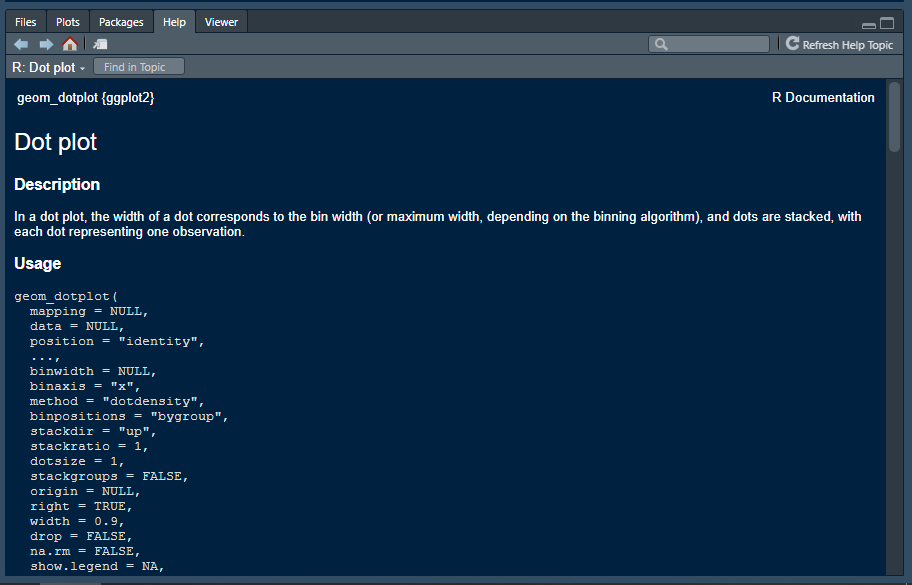 Files Plots Packages Help Viewer
Refresh Help Topic
R: Dot plot Find in Topic
geom_dotplot {ggplot2} R Documentation
Dot plot
Description
In a dot plot, the width of a dot corresponds to the bin width (or maximum width, depending on the binning algorithm), and dots are stacked, with
each dot representing one observation.
Usage
geom_dotplot(
  mapping = NULL,
  data = NULL,
  position = "identity",
  ...,
  binwidth = NULL,
  binaxis = "x",
  method = "dotdensity",
  binpositions = "bygroup",
  stackdir = "up",
  stackratio = 1,
  dotsize = 1,
  stackgroups = FALSE,
  origin = NULL,
  right = TRUE,
  width = 0.9,
  drop = FALSE,
  na.rm = FALSE,
  show.legend = NA,